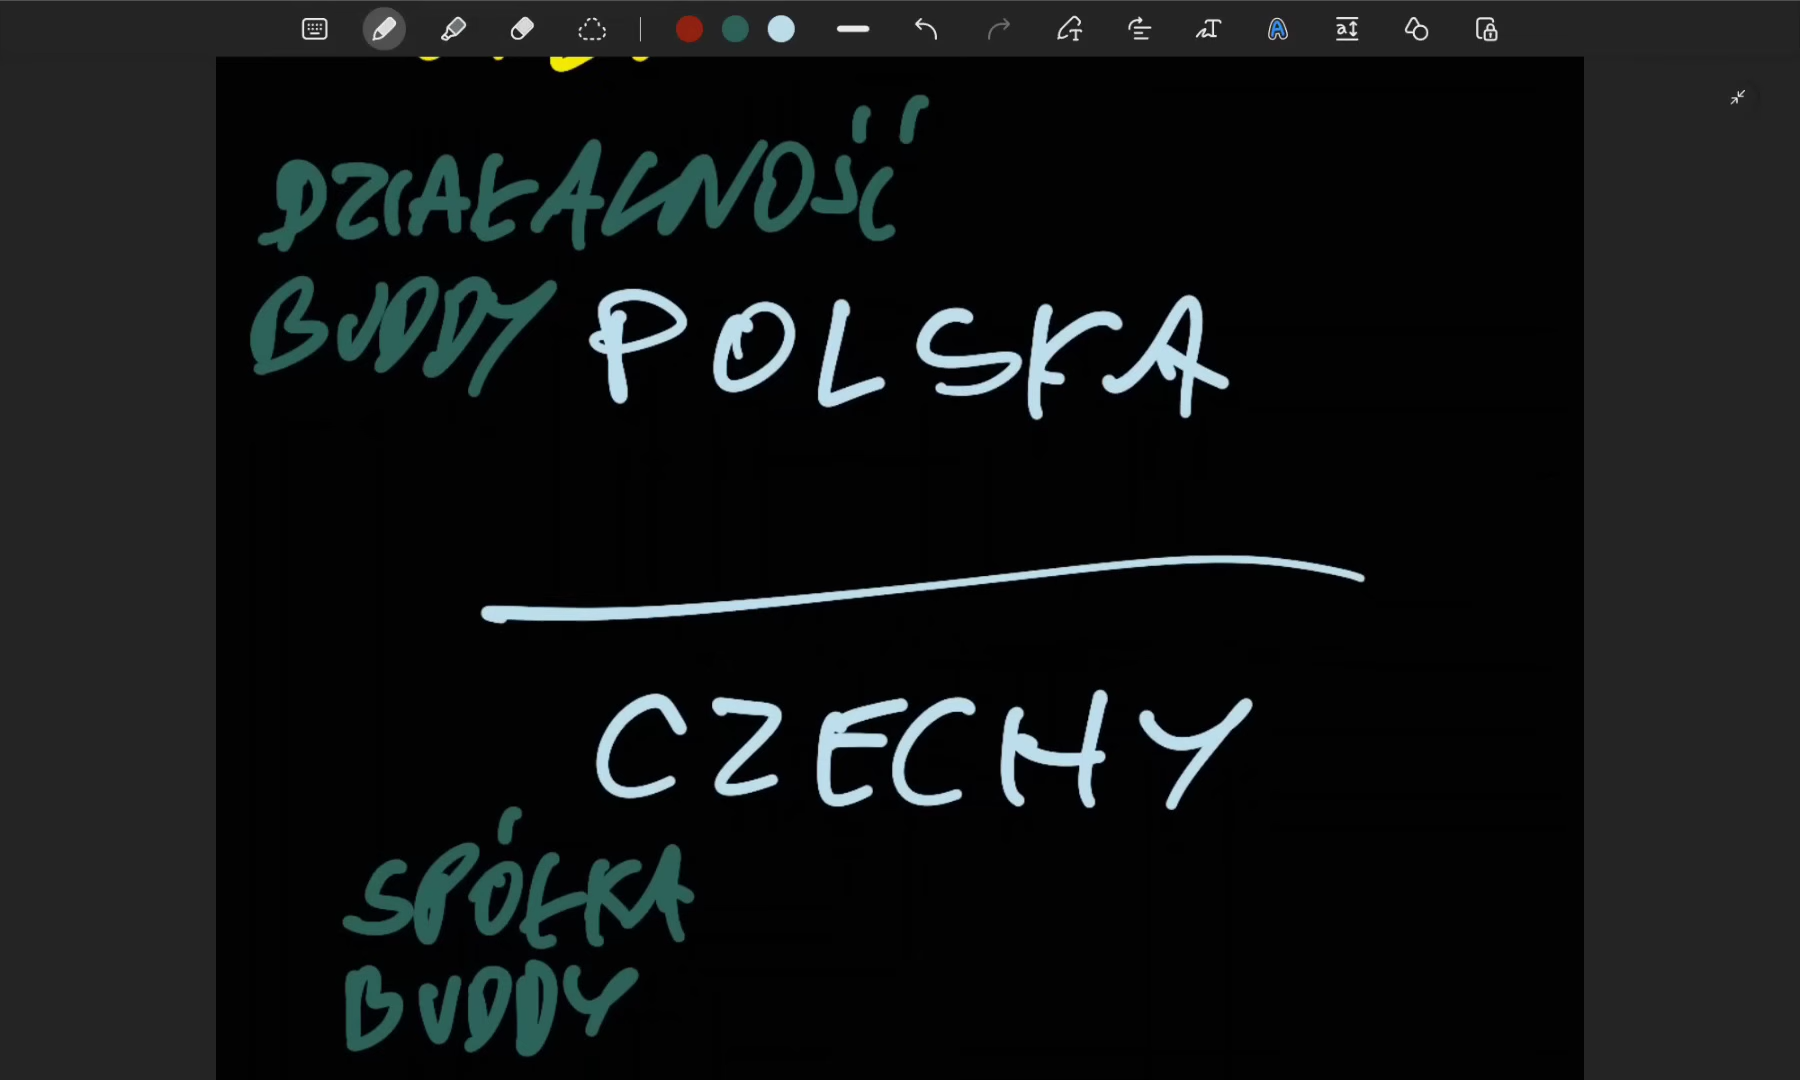 DZIAŁALNOŚĆ
BUDDY
POLSKA
CZECHY
SPÓŁKA
BUDDY